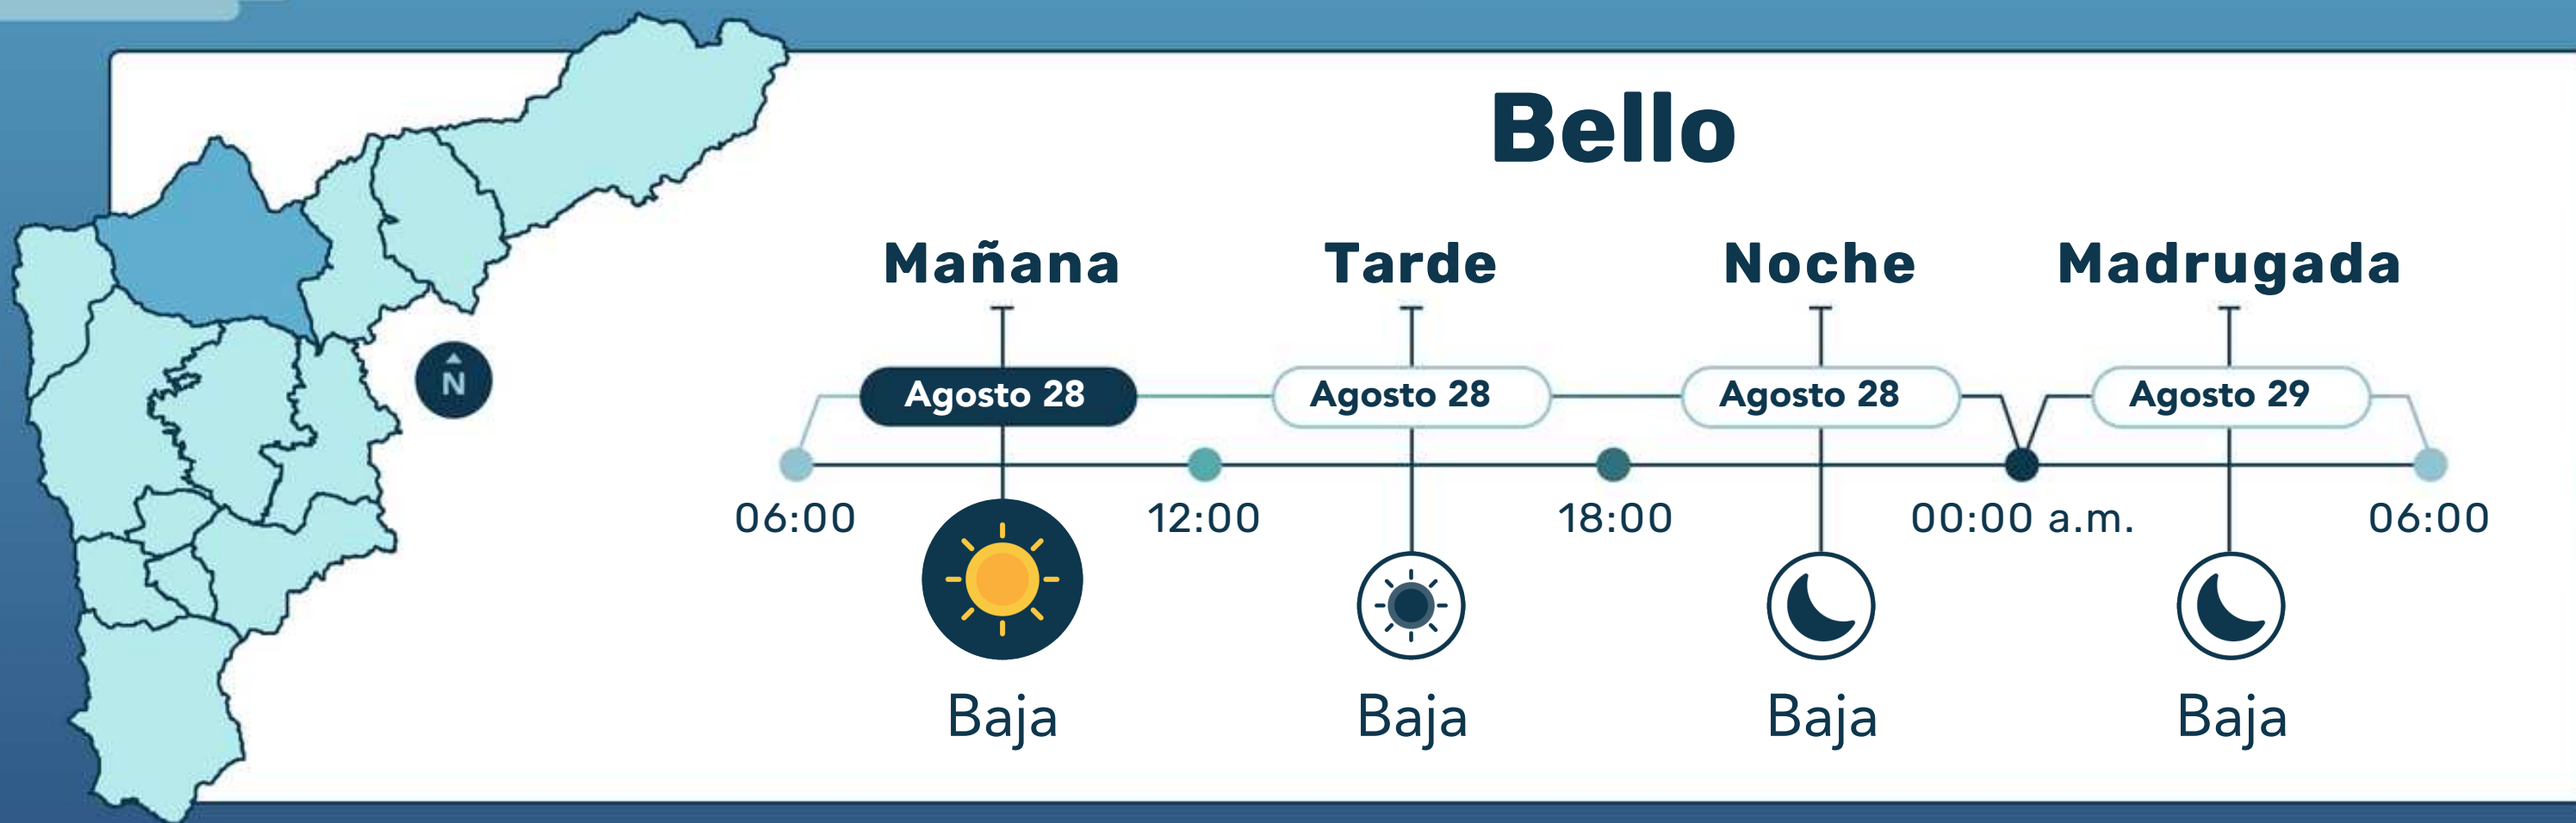 Bello
Mañana Tarde Noche Madrugada
N
Agosto 28 Agosto 28 Agosto 28 Agosto 29
06:00 12:00 18:00 00:00 a.m. 06:00
Baja Baja Baja Baja